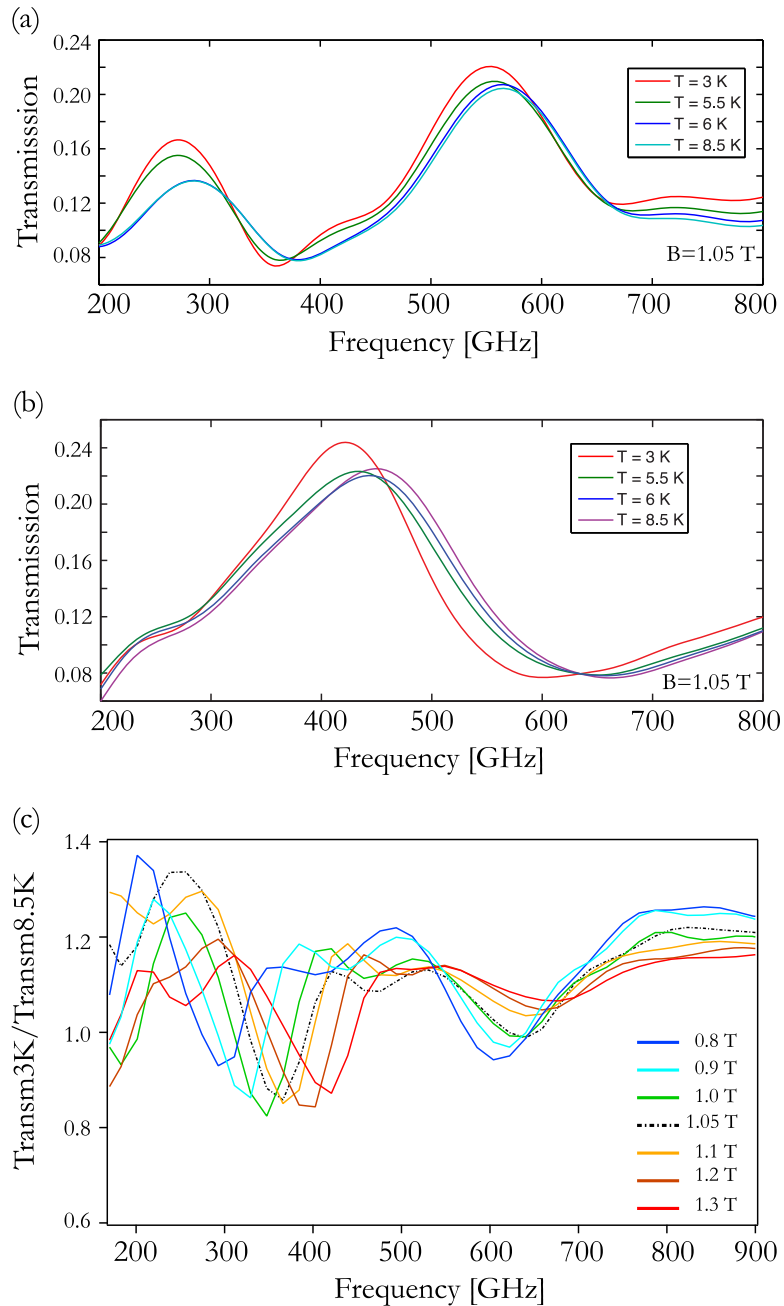 (a)
0.24
0.20
0.16
0.12
0.08
Transmisssion
T = 3 K
T = 5.5 K
T = 6 K
T = 8.5 K
B=1.05 T
200 300 400 500 600 700 800
Frequency [GHz]
(b)
0.24
0.20
0.16
0.12
0.08
Transmisssion
T = 3 K
T = 5.5 K
T = 6 K
T = 8.5 K
B=1.05 T
200 300 400 500 600 700 800
Frequency [GHz]
(c)
1.4
1.2
1.0
0.8
0.6
Transm3K/Transm8.5K
0.8 T
0.9 T
1.0 T
1.05 T
1.1 T
1.2 T
1.3 T
200 300 400 500 600 700 800 900
Frequency [GHz]